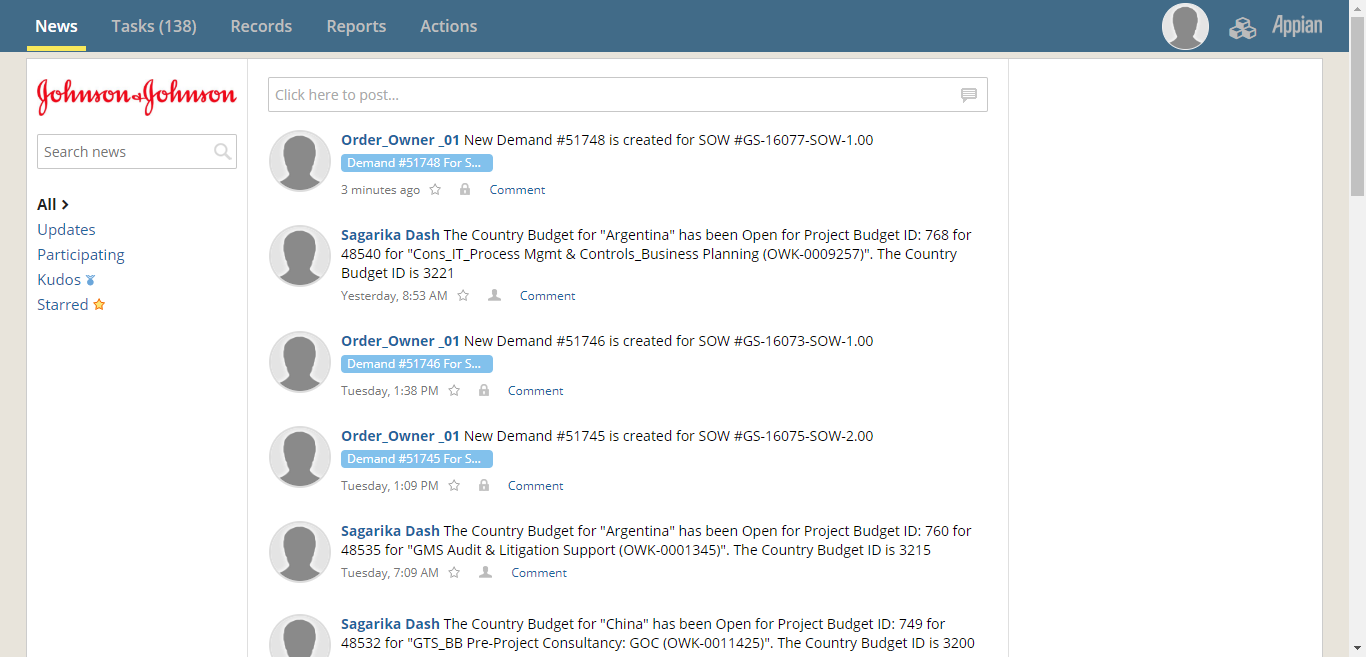 News
Tasks (138)
Records
Reports
Actions
Appian
Johnson & Johnson
Search news
All
Updates
Participating
Kudos
Starred
Click here to post...
Order_Owner _01 New Demand #51748 is created for SOW #GS-16077-SOW-1.00
Demand #51748 For S...
3 minutes ago
Comment
Sagarika Dash The Country Budget for "Argentina" has been Open for Project Budget ID: 768 for
48540 for "Cons_IT_Process Mgmt & Controls_Business Planning (OWK-0009257)". The Country
Budget ID is 3221
Yesterday, 8:53 AM
Comment
Order_Owner _01 New Demand #51746 is created for SOW #GS-16073-SOW-1.00
Demand #51746 For S...
Tuesday, 1:38 PM
Comment
Order_Owner _01 New Demand #51745 is created for SOW #GS-16075-SOW-2.00
Demand #51745 For S...
Tuesday, 1:09 PM
Comment
Sagarika Dash The Country Budget for "Argentina" has been Open for Project Budget ID: 760 for
48535 for "GMS Audit & Litigation Support (OWK-0001345)". The Country Budget ID is 3215
Tuesday, 7:09 AM
Comment
Sagarika Dash The Country Budget for "China" has been Open for Project Budget ID: 749 for
48532 for "GTS_BB Pre-Project Consultancy: GOC (OWK-0011425)". The Country Budget ID is 3200